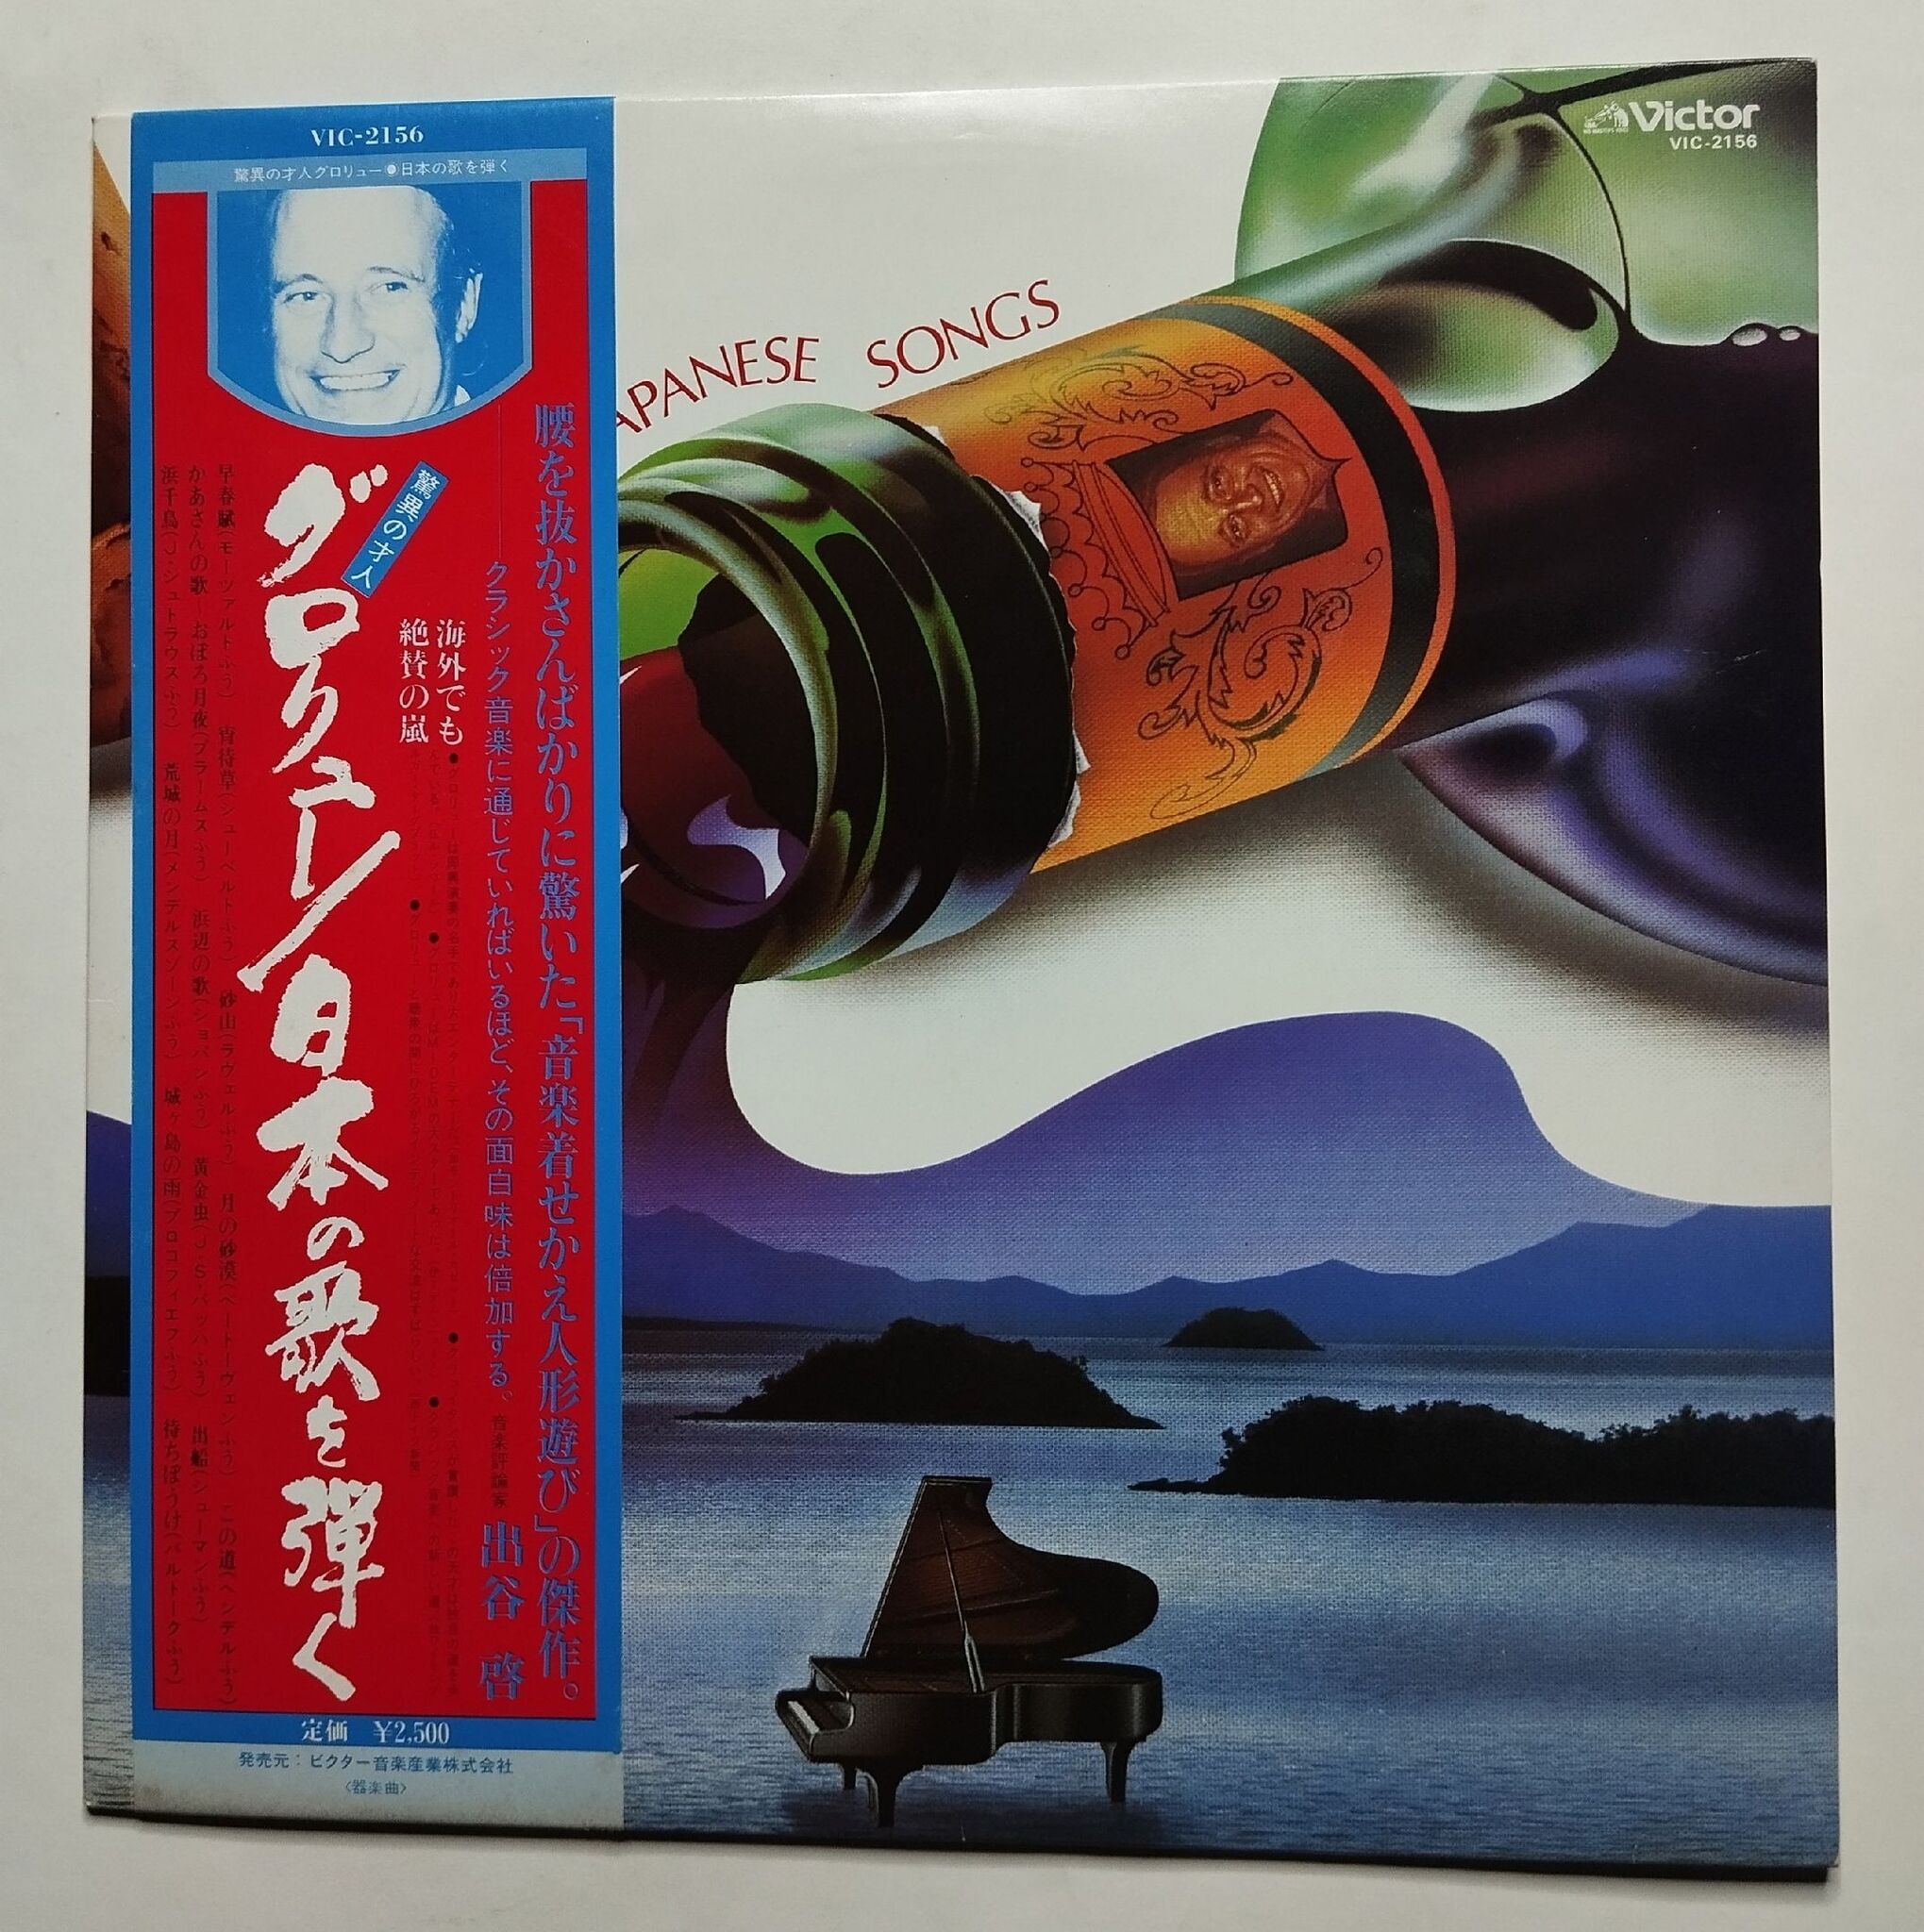 VIC-2156
驚異の才人グロリュー●日本の歌を弾く
腰を抜かさんばかりに驚いた「音楽着せかえ人形遊び」の傑作。
クラシック音楽に通じていればいるほど、その面白味は倍加する。
音楽評論家 出谷 啓
海外でも
絶賛の嵐
驚異の才人
グロリュー/日本の歌を弾く
早春賦(モーツァルトふう) 宵待草(シューベルトふう) 砂山(ラヴェルふう) 月の砂漠(ベートーヴェンふう) この道(ヘンデルふう)
かあさんの歌―おぼろ月夜(ブラームスふう) 浜辺の歌(ショパンふう) 黄金虫(J.S.バッハふう) 出船(シューマンふう)
浜千鳥(J.シュトラウスふう) 荒城の月(メンデルスゾーンふう) 城ヶ島の雨(プロコフィエフふう) 待ちぼうけ(バルトークふう)
定価 ¥2,500
発売元:ビクター音楽産業株式会社
〈器楽曲〉
APANESE SONGS
Victor
VIC-2156